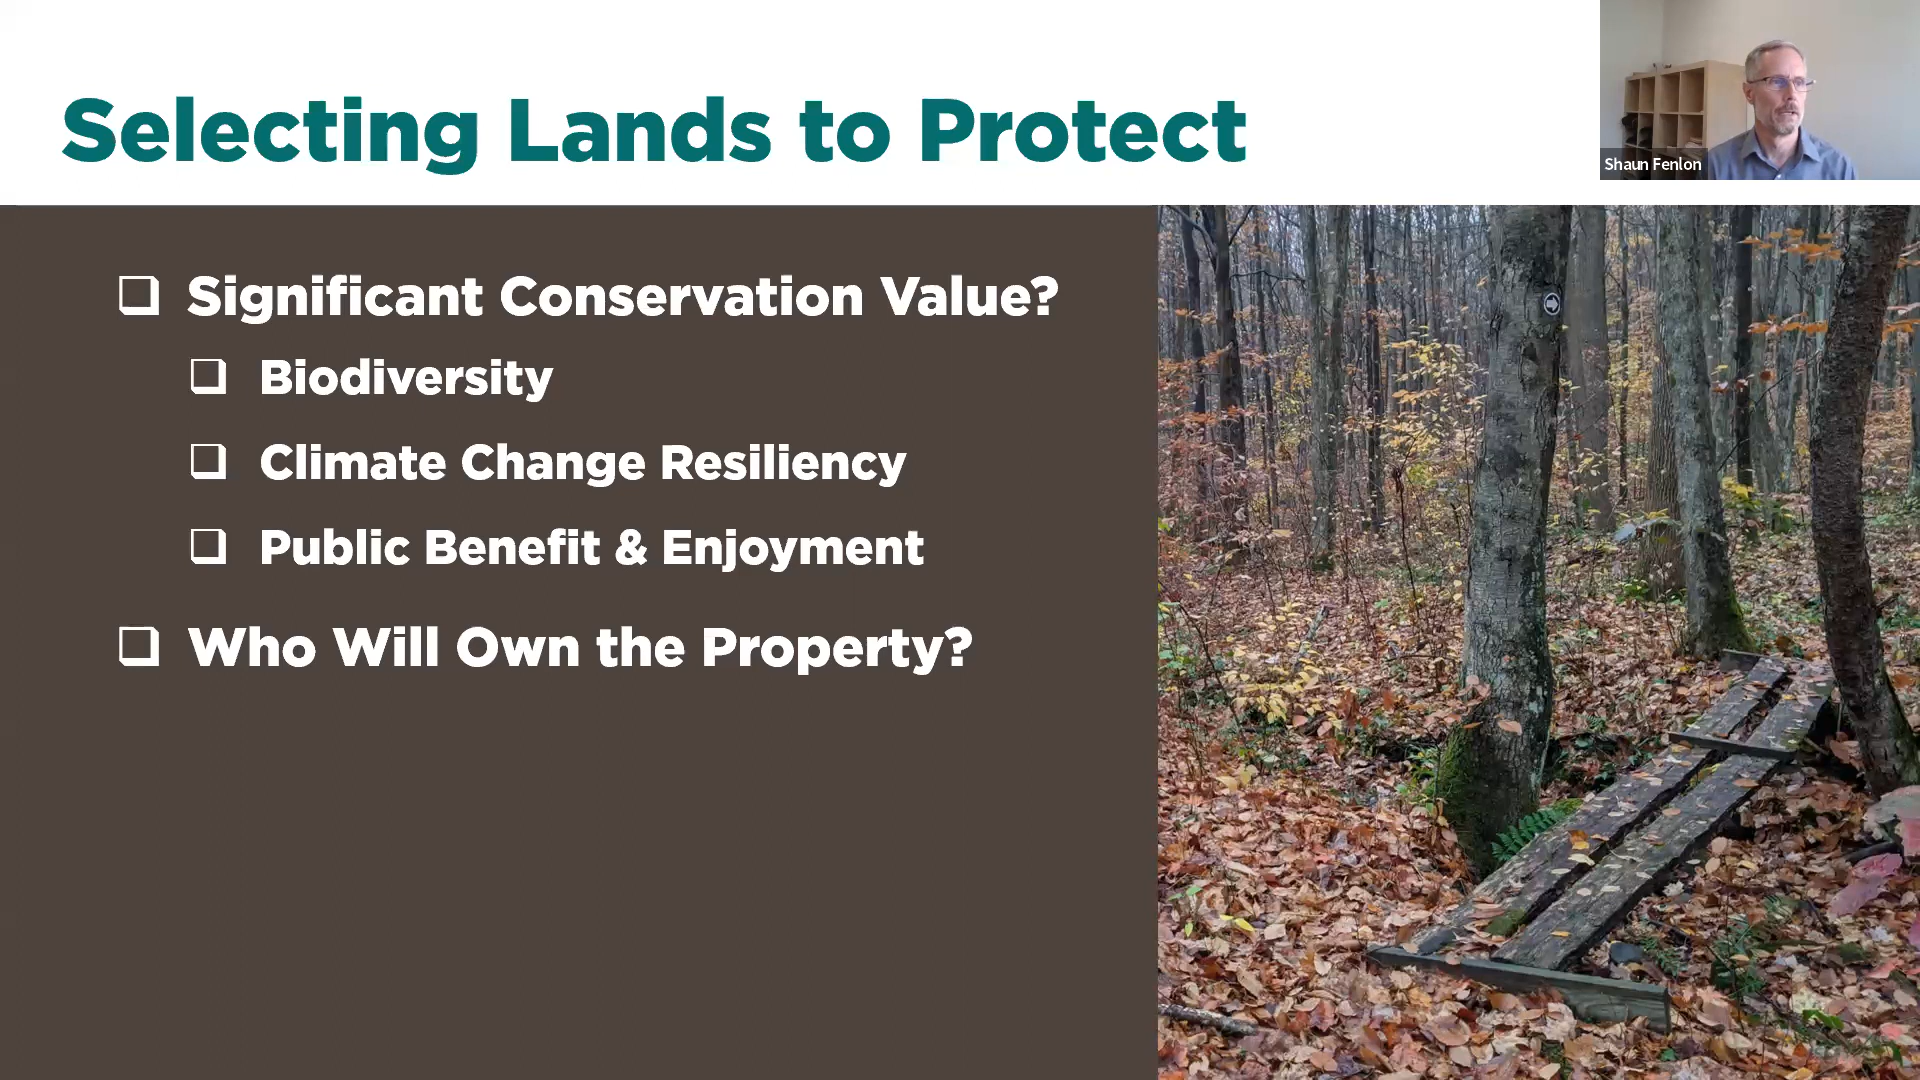 Selecting Lands to Protect
Shaun Fenlon
Significant Conservation Value?
Biodiversity
Climate Change Resiliency
Public Benefit & Enjoyment
Who Will Own the Property?